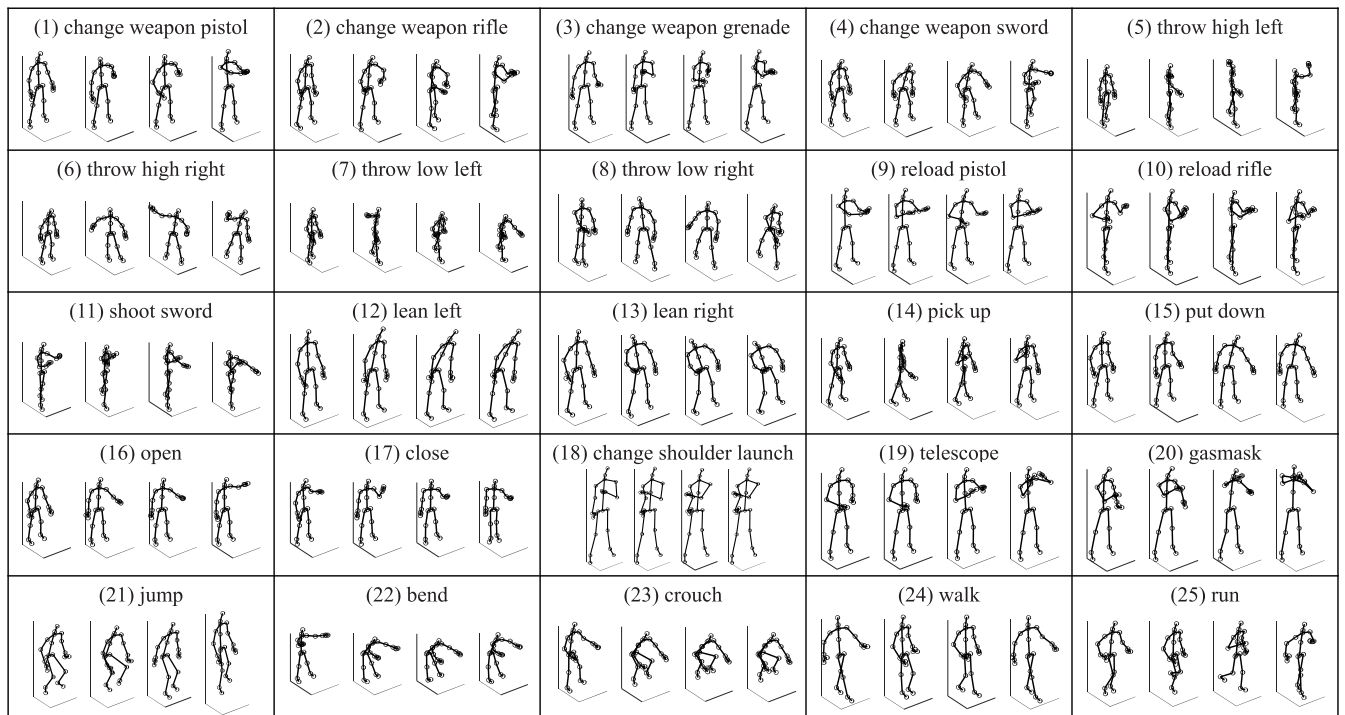 (1) change weapon pistol
(2) change weapon rifle
(3) change weapon grenade
(4) change weapon sword
(5) throw high left
(6) throw high right
(7) throw low left
(8) throw low right
(9) reload pistol
(10) reload rifle
(11) shoot sword
(12) lean left
(13) lean right
(14) pick up
(15) put down
(16) open
(17) close
(18) change shoulder launch
(19) telescope
(20) gasmask
(21) jump
(22) bend
(23) crouch
(24) walk
(25) run